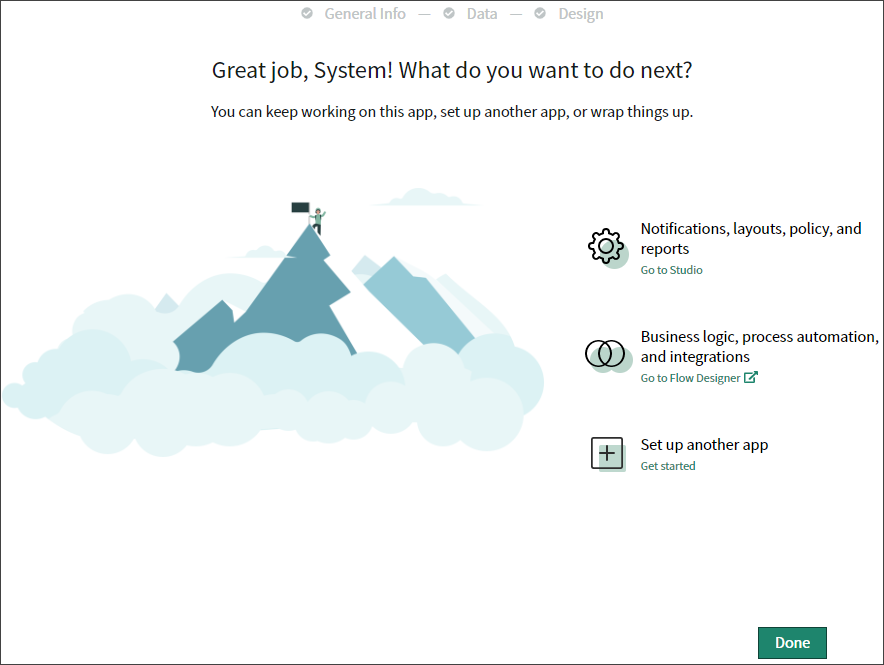 General Info — Data — Design
Great job, System! What do you want to do next?
You can keep working on this app, set up another app, or wrap things up.
Notifications, layouts, policy, and
reports
Go to Studio
Business logic, process automation,
and integrations
Go to Flow Designer
Set up another app
Get started
Done